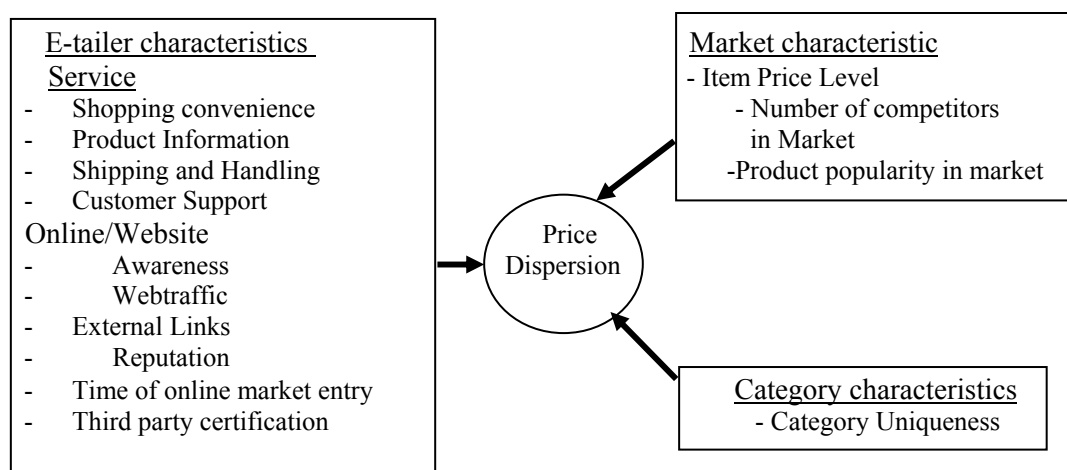 E-tailer characteristics
Service
- Shopping convenience
- Product Information
- Shipping and Handling
- Customer Support
Online/Website
- Awareness
- Webtraffic
- External Links
- Reputation
- Time of online market entry
- Third party certification
Price
Dispersion
Market characteristic
- Item Price Level
- Number of competitors
in Market
-Product popularity in market
Category characteristics
- Category Uniqueness